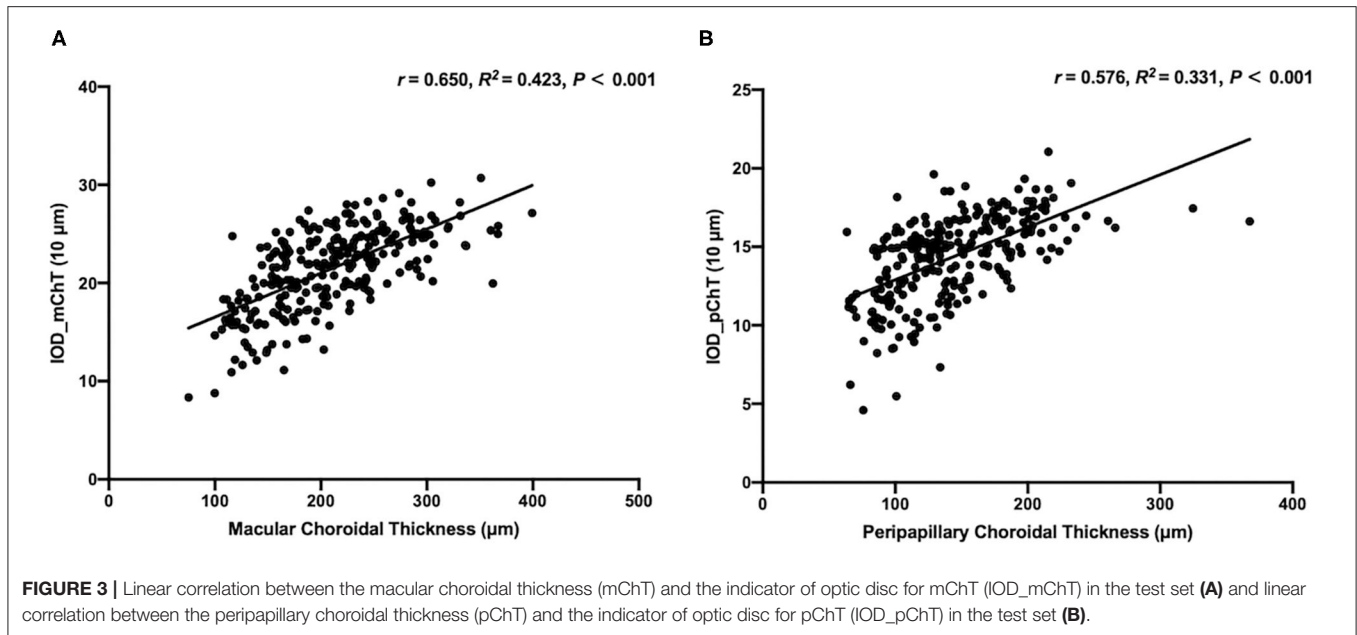 A
r = 0.650, R² = 0.423, P < 0.001
40
30
20
10
0
IOD_mChT (10 μm)
0 100 200 300 400 500
Macular Choroidal Thickness (μm)
B
r = 0.576, R² = 0.331, P < 0.001
25
20
15
10
5
0
IOD_pChT (10 μm)
0 100 200 300 400
Peripapillary Choroidal Thickness (μm)
FIGURE 3 | Linear correlation between the macular choroidal thickness (mChT) and the indicator of optic disc for mChT (IOD_mChT) in the test set (A) and linear
correlation between the peripapillary choroidal thickness (pChT) and the indicator of optic disc for pChT (IOD_pChT) in the test set (B).